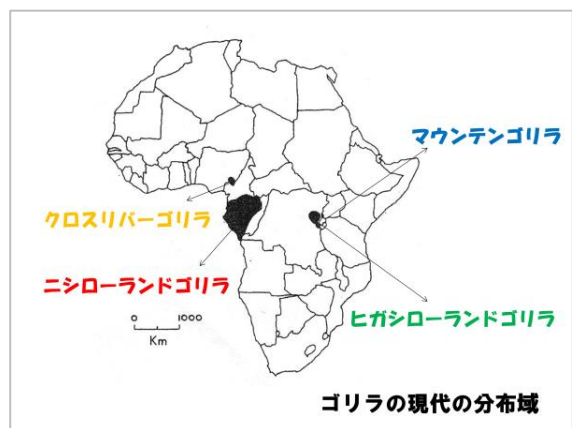 マウンテンゴリラ
クロスリバーゴリラ
ニシローランドゴリラ
ヒガシローランドゴリラ
0 1000
Km
ゴリラの現代の分布域